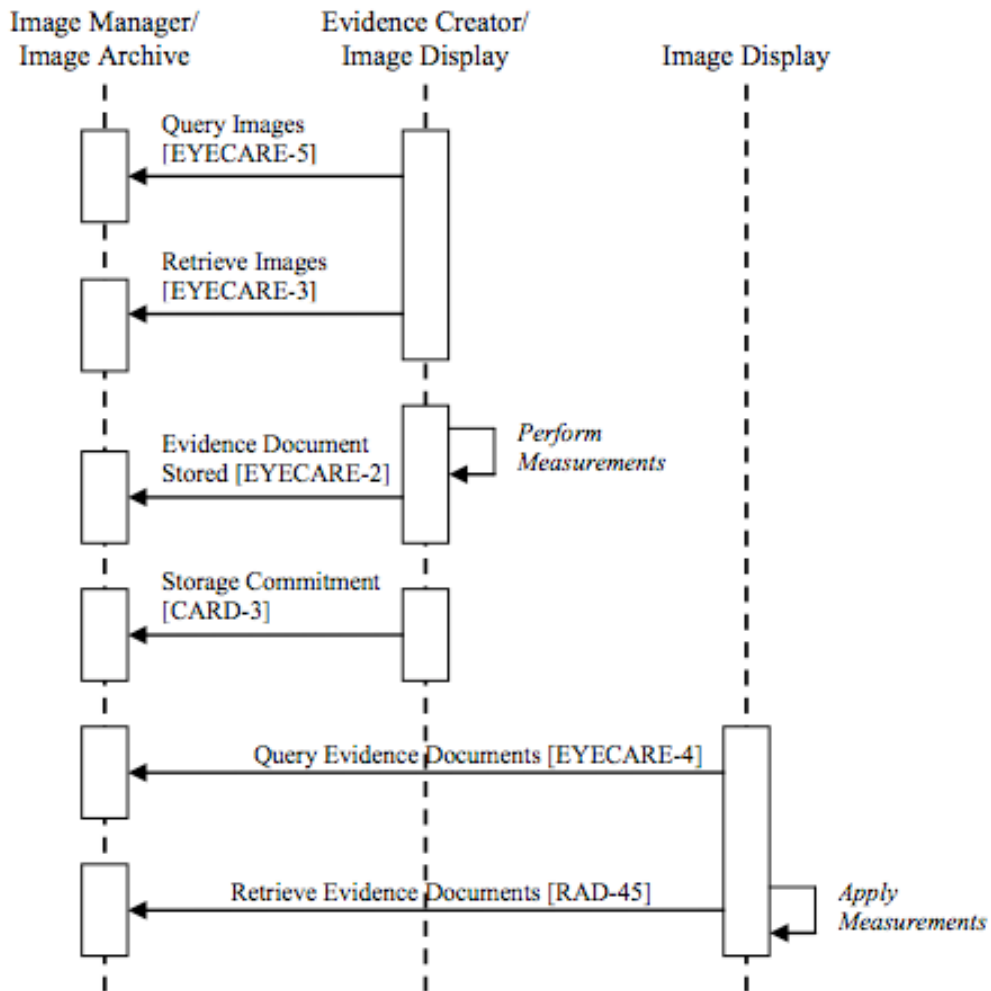 Image Manager/
Image Archive
Evidence Creator/
Image Display
Image Display
Query Images
[EYECARE-5]
Retrieve Images
[EYECARE-3]
Perform
Measurements
Evidence Document
Stored [EYECARE-2]
Storage Commitment
[CARD-3]
Query Evidence Documents [EYECARE-4]
Retrieve Evidence Documents [RAD-45]
Apply
Measurements